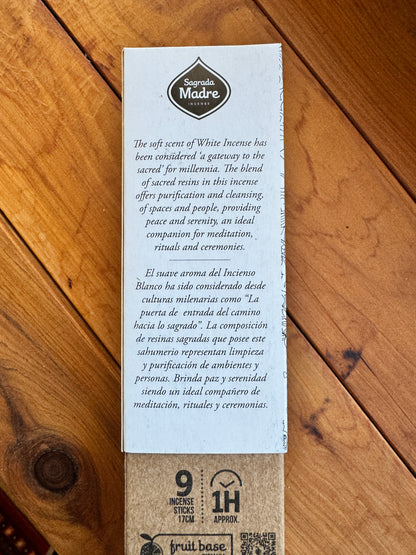 Sagrada
Madre
INCENSE
The soft scent of White Incense has
been considered 'a gateway to the
sacred' for millennia. The blend
of sacred resins in this incense
offers purification and cleansing,
of spaces and people, providing
peace and serenity, an ideal
companion for meditation,
rituals and ceremonies.
El suave aroma del Incienso
Blanco ha sido considerado desde
culturas milenarias como "La
puerta de entrada del camino
hacia lo sagrado". La composición
de resinas sagradas que posee este
sahumerio representan limpieza
y purificación de ambientes y
personas. Brinda paz y serenidad
siendo un ideal compañero de
meditación, rituales y ceremonias.
9
INCENSE
STICKS
17CM
1H
APPROX.
fruit base